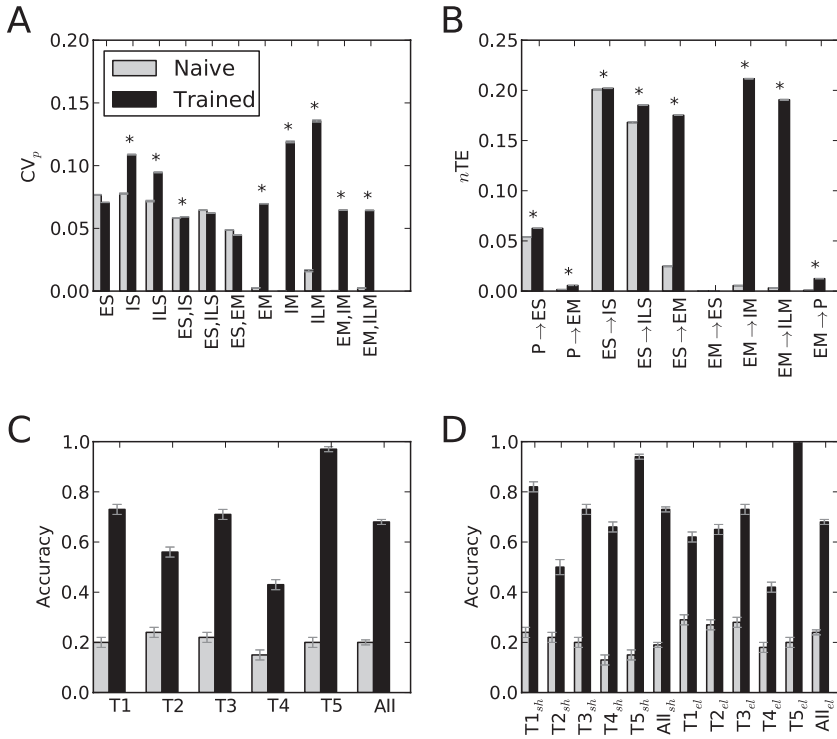 A
CV_p
0.20
0.15
0.10
0.05
0.00
Naive
Trained
* * * * * * * *
ES
IS
ILS
ES,IS
ES,ILS
ES,EM
EM
IM
ILM
EM,IM
EM,ILM
B
nTE
0.25
0.20
0.15
0.10
0.05
0.00
* * * * * * * *
P→ES
P→EM
ES→IS
ES→ILS
ES→EM
EM→ES
EM→IM
EM→ILM
EM→P
C
Accuracy
1.0
0.8
0.6
0.4
0.2
0.0
T1 T2 T3 T4 T5 All
D
Accuracy
1.0
0.8
0.6
0.4
0.2
0.0
T1_sh
T2_sh
T3_sh
T4_sh
T5_sh
All_sh
T1_el
T2_el
T3_el
T4_el
T5_el
All_el